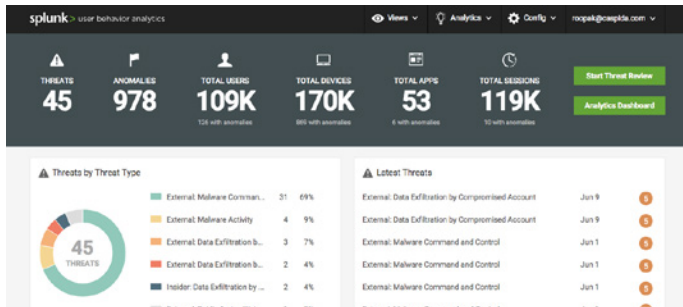 splunk> user behavior analytics
Views
Analytics
Config
roopak@caspida.com
THREATS
45
ANOMALIES
978
TOTAL USERS
109K
126 with anomalies
TOTAL DEVICES
170K
869 with anomalies
TOTAL APPS
53
6 with anomalies
TOTAL SESSIONS
119K
10 with anomalies
Start Threat Review
Analytics Dashboard
Threats by Threat Type
45
THREATS
External: Malware Comman... 31 69%
External: Malware Activity 4 9%
External: Data Exfiltration b... 3 7%
External: Data Exfiltration b... 2 4%
Insider: Data Exfiltration by ... 2 4%
Latest Threats
External: Data Exfiltration by Compromised Account Jun 9 5
External: Data Exfiltration by Compromised Account Jun 9 5
External: Malware Command and Control Jun 1 5
External: Malware Command and Control Jun 1 5
External: Malware Command and Control Jun 1 5